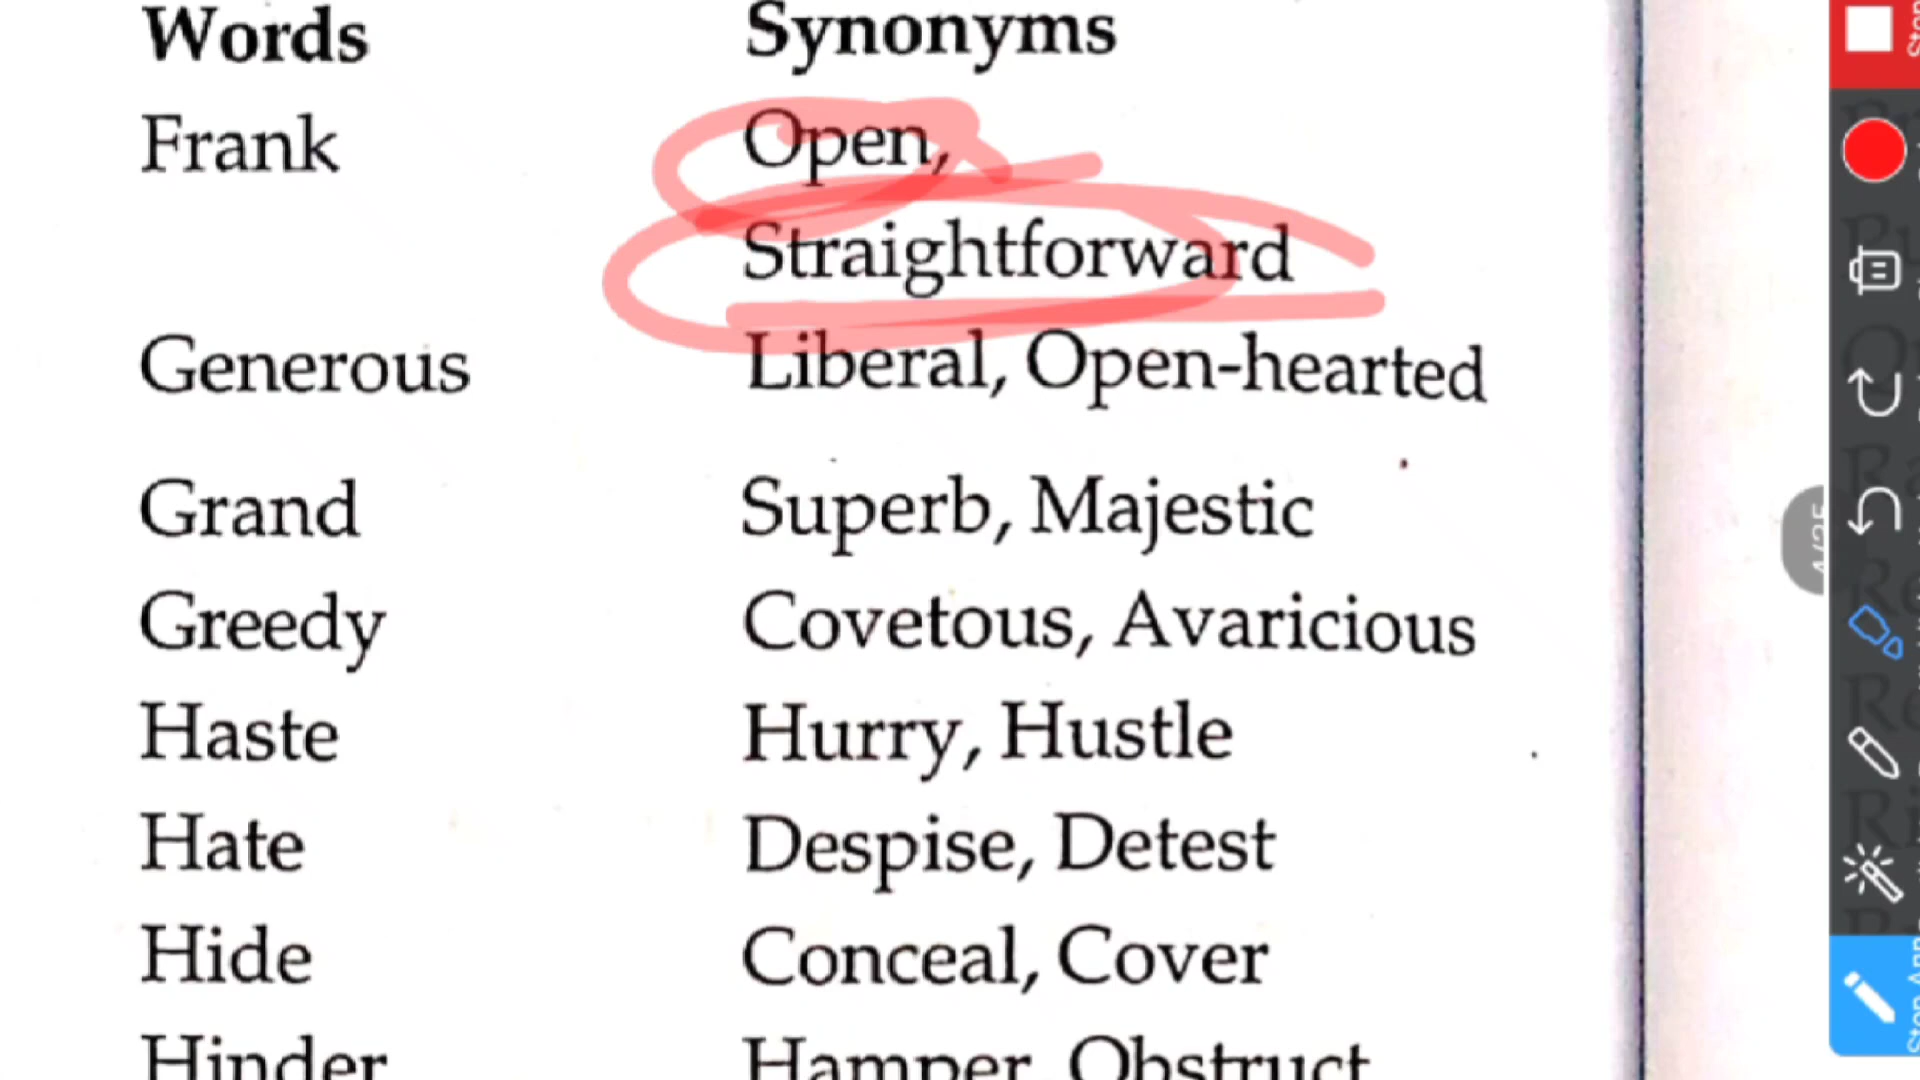 Words Synonyms
Frank Open,
Straightforward
Generous Liberal, Open-hearted
Grand Superb, Majestic
Greedy Covetous, Avaricious
Haste Hurry, Hustle
Hate Despise, Detest
Hide Conceal, Cover
Hinder Hamper, Obstruct